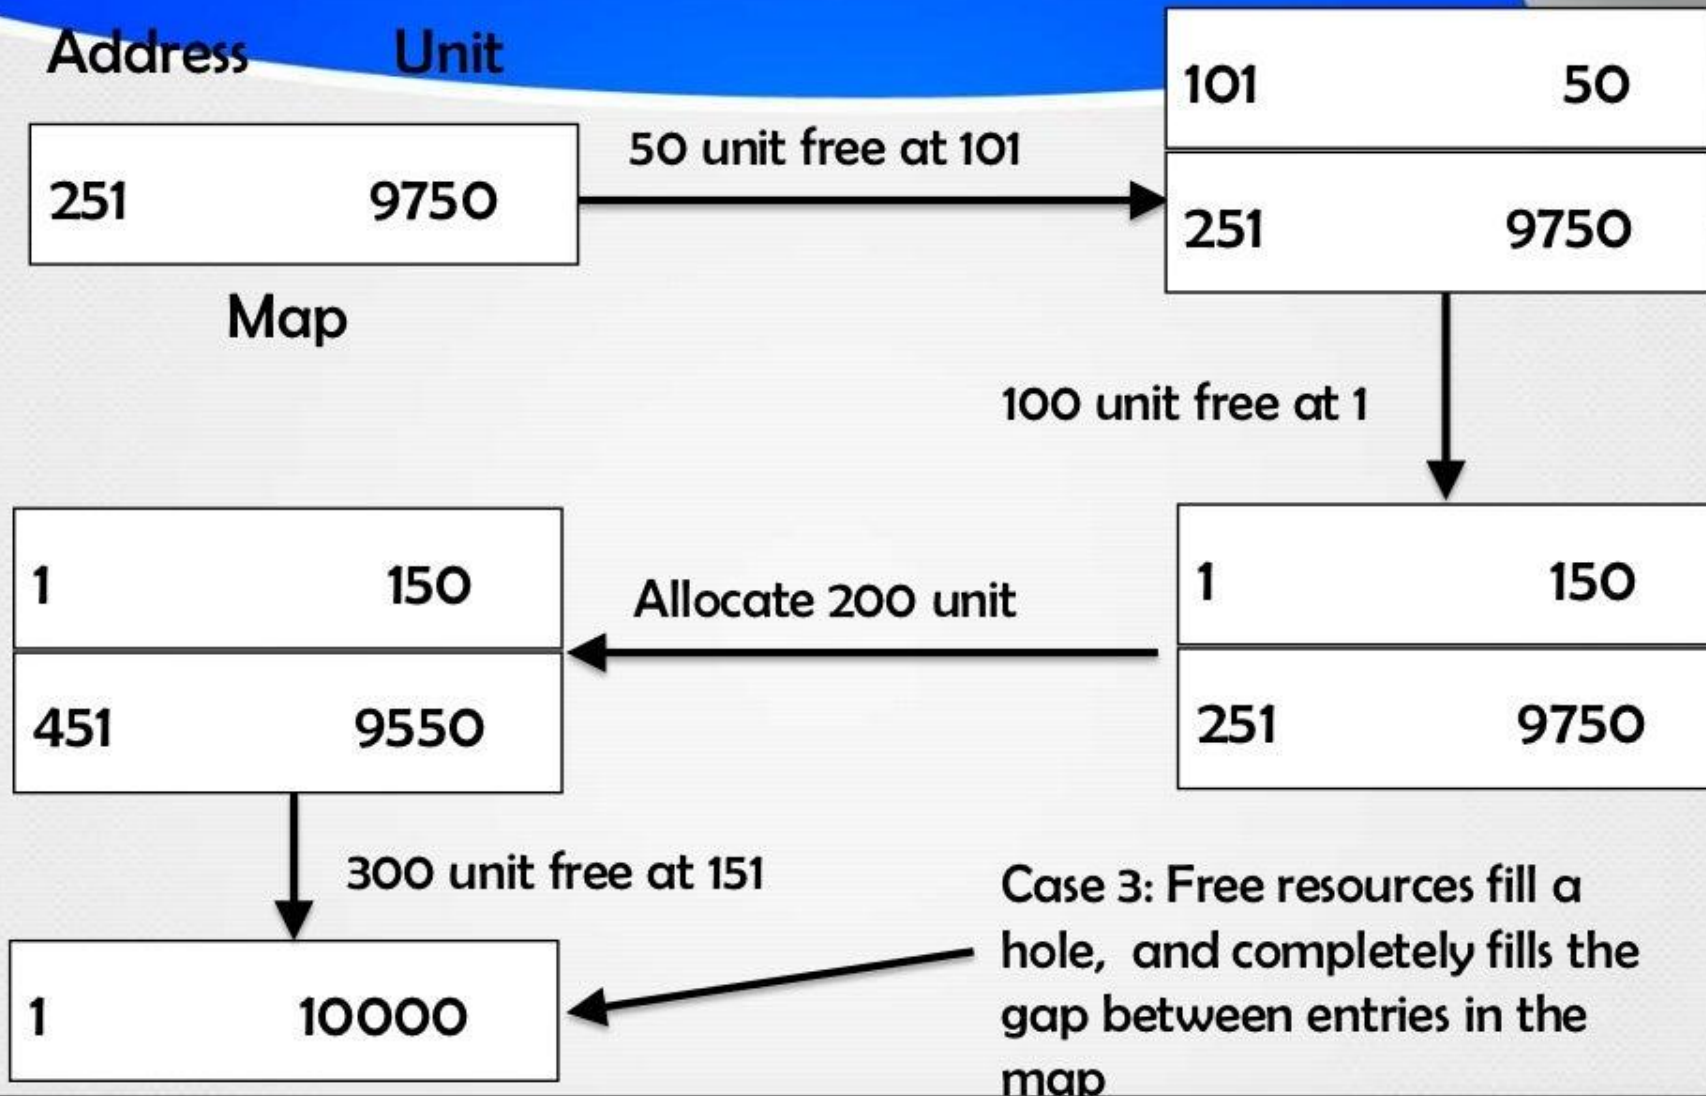 Address Unit
251 9750
Map
50 unit free at 101
101 50
251 9750
100 unit free at 1
1 150
251 9750
Allocate 200 unit
1 150
451 9550
300 unit free at 151
1 10000
Case 3: Free resources fill a
hole, and completely fills the
gap between entries in the
map